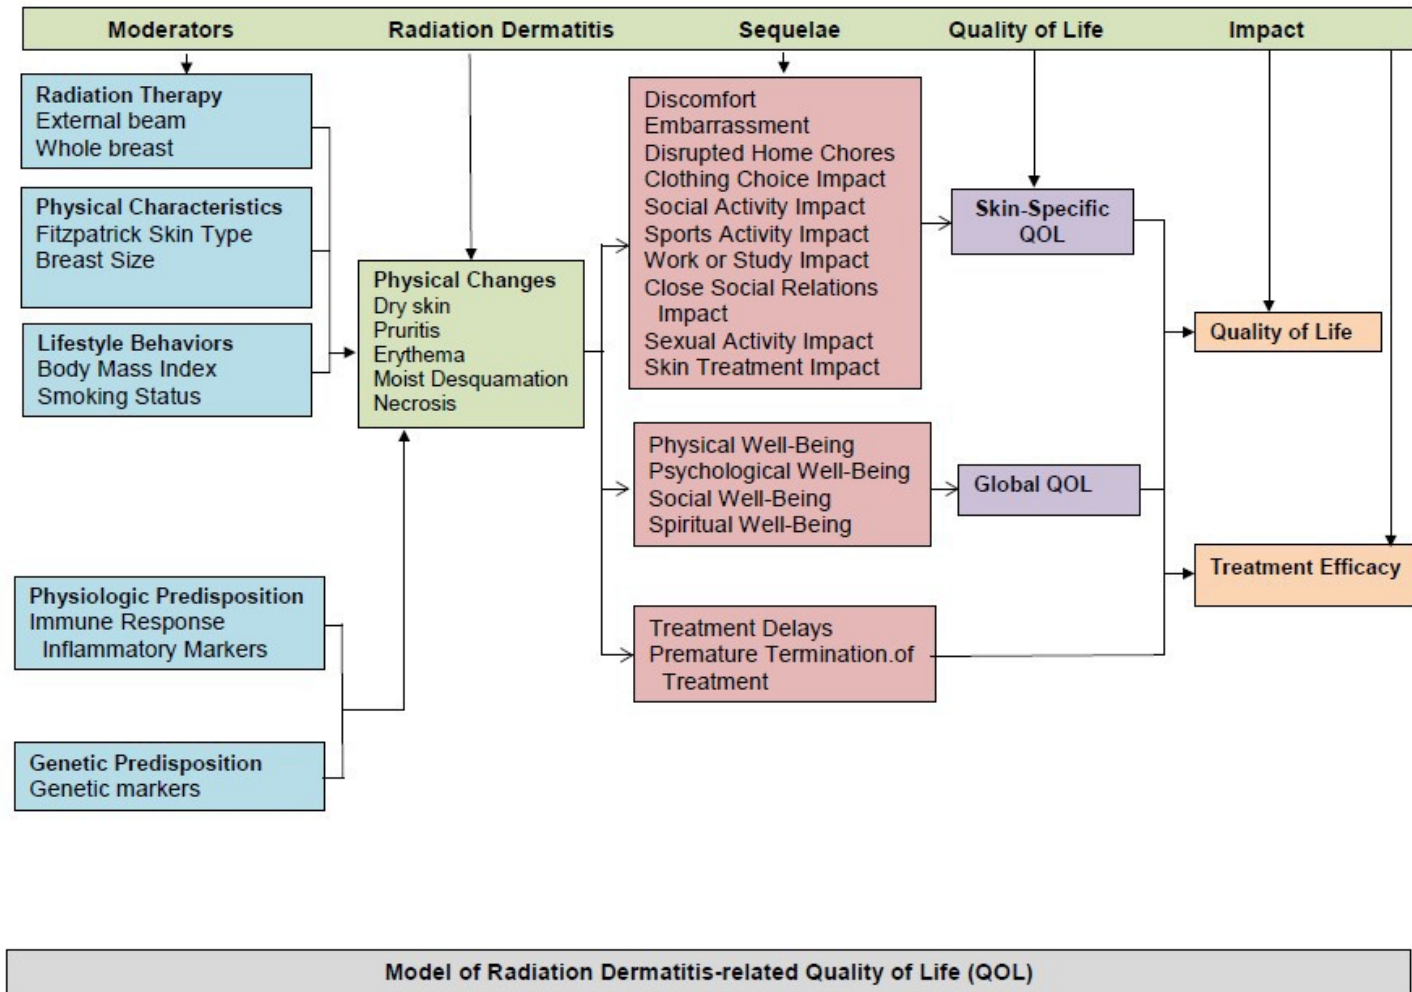 Moderators Radiation Dermatitis Sequelae Quality of Life Impact
Radiation Therapy
External beam
Whole breast
Physical Characteristics
Fitzpatrick Skin Type
Breast Size
Lifestyle Behaviors
Body Mass Index
Smoking Status
Physiologic Predisposition
Immune Response
Inflammatory Markers
Genetic Predisposition
Genetic markers
Physical Changes
Dry skin
Pruritis
Erythema
Moist Desquamation
Necrosis
Discomfort
Embarrassment
Disrupted Home Chores
Clothing Choice Impact
Social Activity Impact
Sports Activity Impact
Work or Study Impact
Close Social Relations
Impact
Sexual Activity Impact
Skin Treatment Impact
Physical Well-Being
Psychological Well-Being
Social Well-Being
Spiritual Well-Being
Treatment Delays
Premature Termination.of
Treatment
Skin-Specific
QOL
Global QOL
Quality of Life
Treatment Efficacy
Model of Radiation Dermatitis-related Quality of Life (QOL)